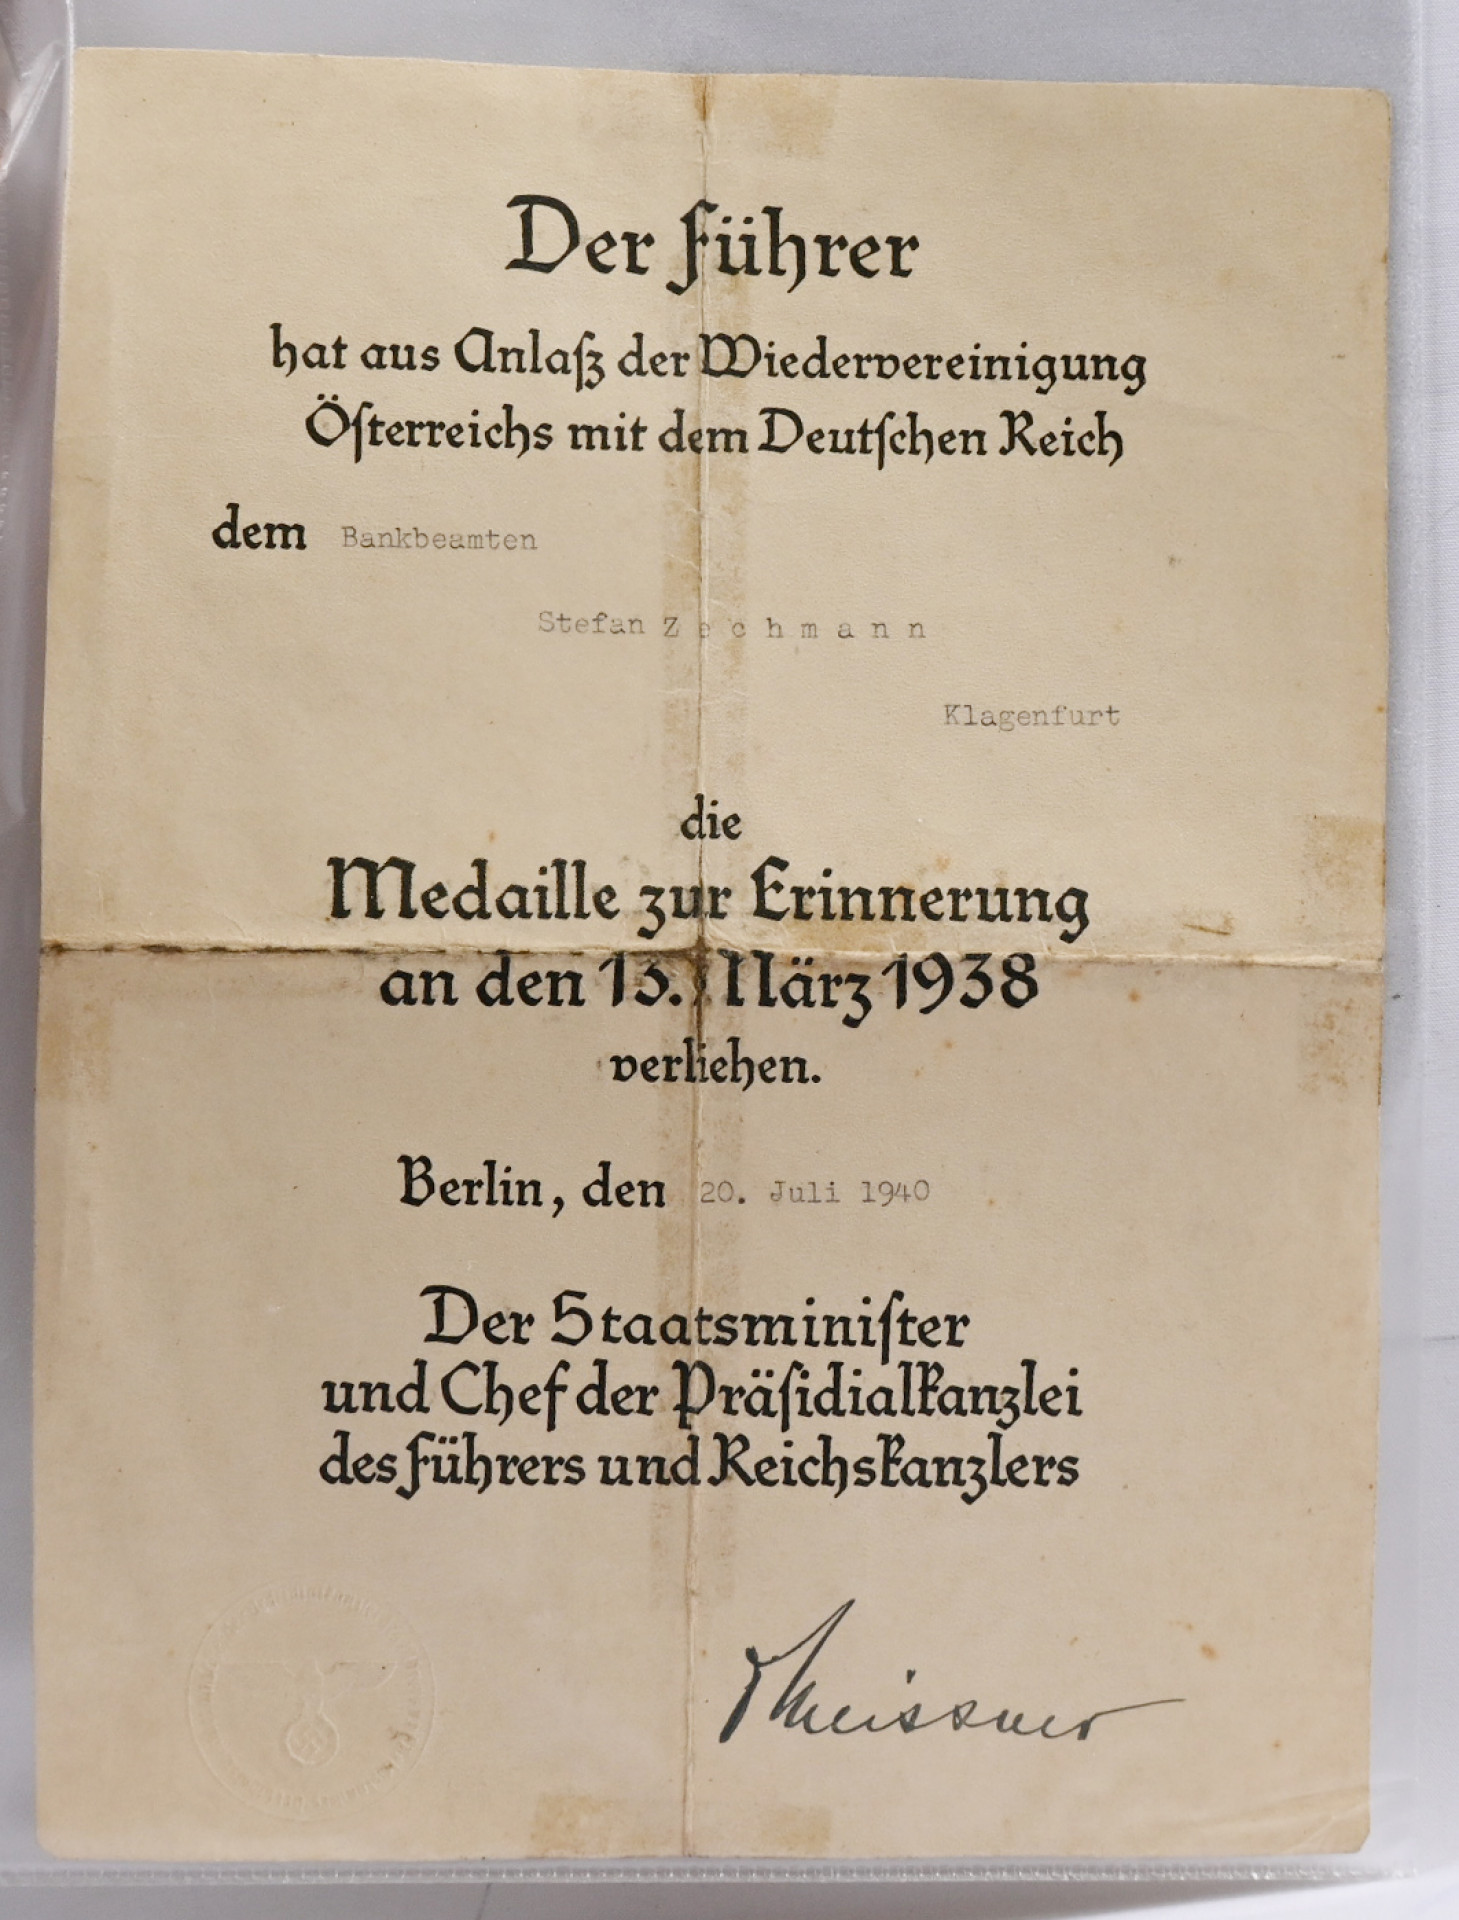 Der Führer
hat aus Anlaß der Wiedervereinigung
Öſterreichs mit dem Deutſchen Reich
dem Bankbeamten
Stefan Z e c h m a n n
Klagenfurt
die
Medaille zur Erinnerung
an den 13. März 1938
verliehen.
Berlin, den 20. Juli 1940
Der Staatsminiſter
und Chef der Präſidialkanzlei
des Führers und Reichskanzlers
Meissner